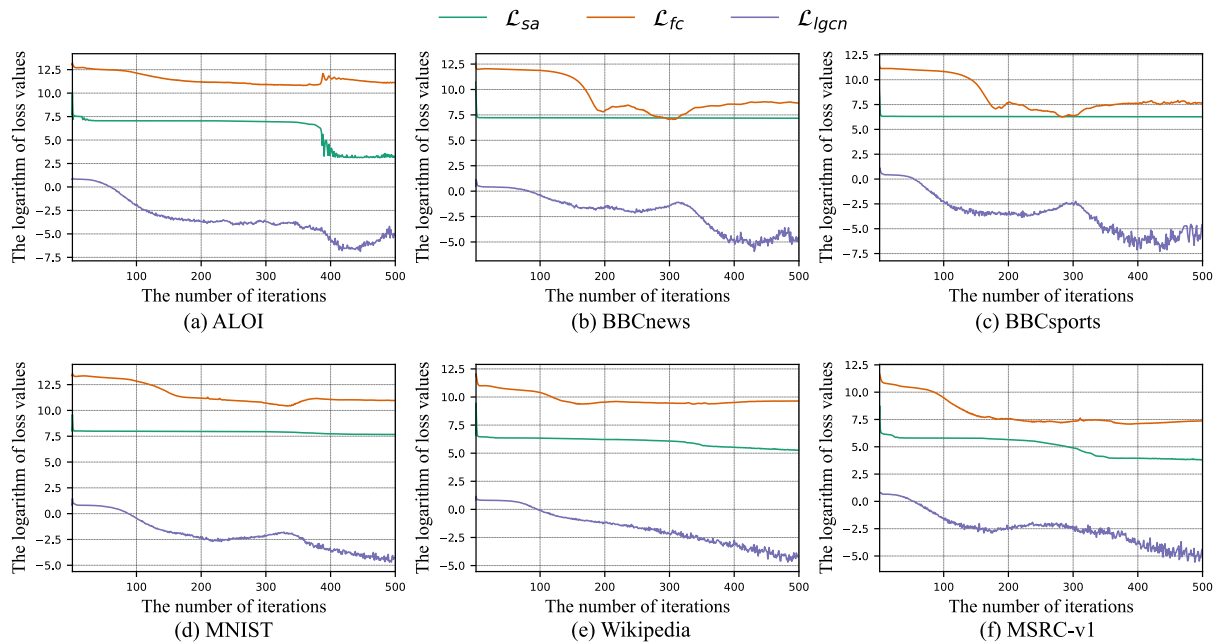 ℒsa ℒfc ℒlgcn
The logarithm of loss values
12.5
10.0
7.5
5.0
2.5
0.0
−2.5
−5.0
−7.5
100 200 300 400 500
The number of iterctions
(a) ALOI
The logarithm of loss values
12.5
10.0
7.5
5.0
2.5
0.0
−2.5
−5.0
100 200 300 400 500
The number of iterations
(b) BBCnews
The logarithm of loss values
12.5
10.0
7.5
5.0
2.5
0.0
−2.5
−5.0
−7.5
100 200 300 400 500
The number of iterations
(c) BBCsports
The logarithm of loss values
12.5
10.0
7.5
5.0
2.5
0.0
−2.5
−5.0
100 200 300 400 500
The number of iterations
(d) MNIST
The logarithm of loss values
12.5
10.0
7.5
5.0
2.5
0.0
−2.5
−5.0
100 200 300 400 500
The number of iterations
(e) Wikipedia
The logarithm of loss values
12.5
10.0
7.5
5.0
2.5
0.0
−2.5
−5.0
100 200 300 400 500
The number of iterations
(f) MSRC-v1